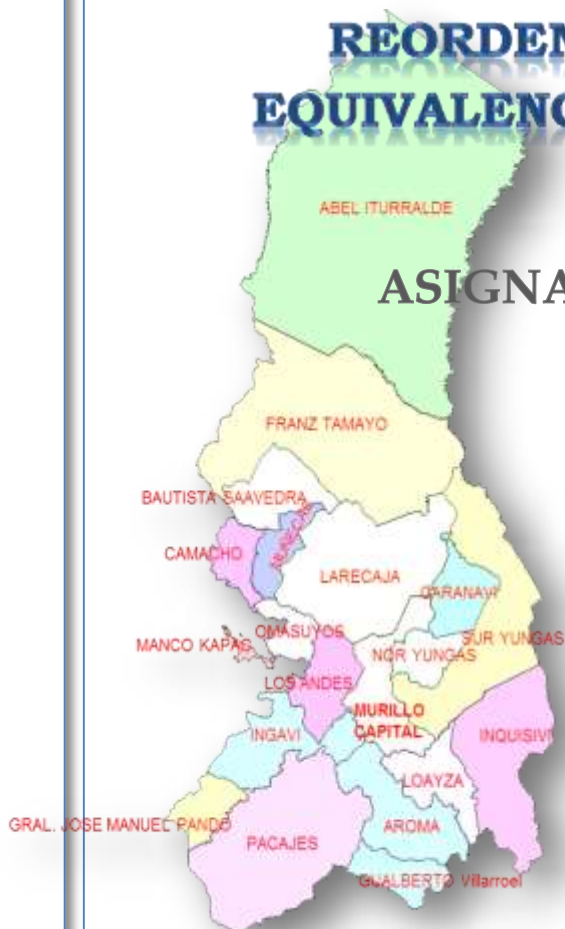 REORDEN
EQUIVALENC
ABEL ITURRALDE
ASIGNA
FRANZ TAMAYO
BAUTISTA SAAVEDRA
MUÑECAS
CAMACHO
LARECAJA
CARANAVI
OMASUYOS
MANCO KAPAC
NOR YUNGAS
SUR YUNGAS
LOS ANDES
MURILLO
CAPITAL
INGAVI
INQUISIVI
LOAYZA
GRAL. JOSE MANUEL PANDO
AROMA
PACAJES
GUALBERTO Villarroel